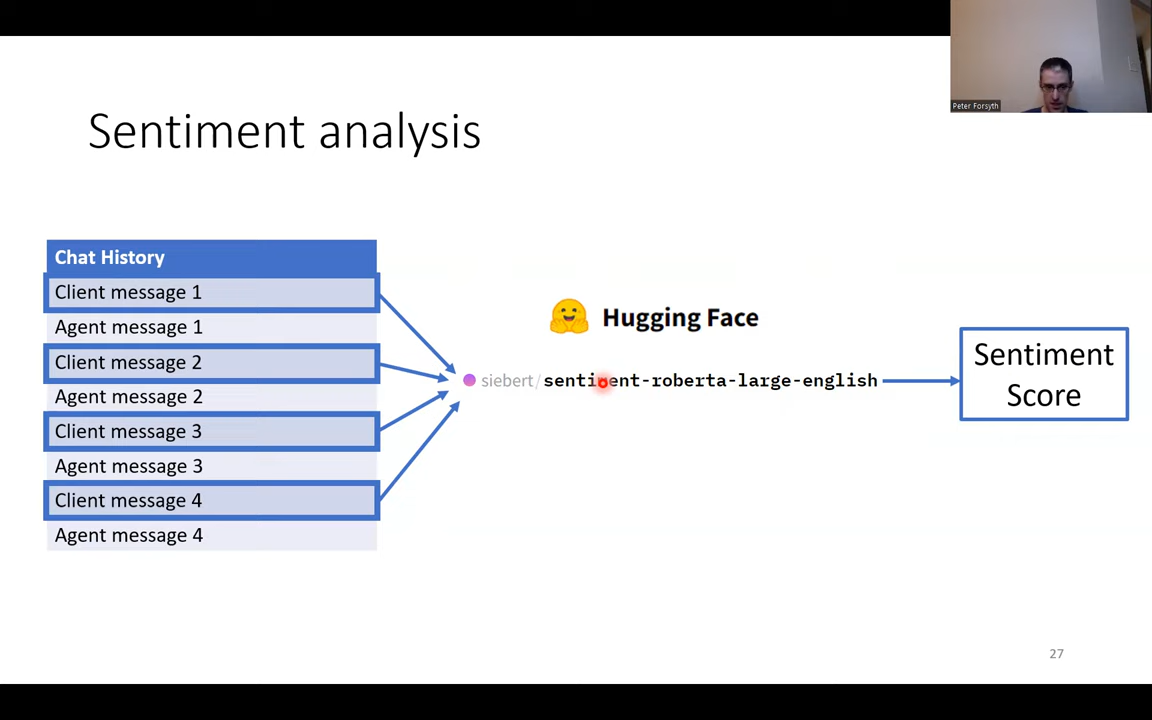 Peter Forsyth
Sentiment analysis
Chat History
Client message 1
Agent message 1
Client message 2
Agent message 2
Client message 3
Agent message 3
Client message 4
Agent message 4
Hugging Face
siebert/sentiment-roberta-large-english
Sentiment
Score
27